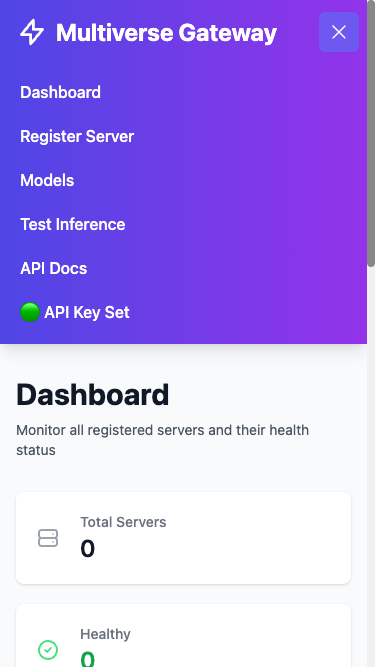 Multiverse Gateway
Dashboard
Register Server
Models
Test Inference
API Docs
API Key Set
Dashboard
Monitor all registered servers and their health
status
Total Servers
0
Healthy
0